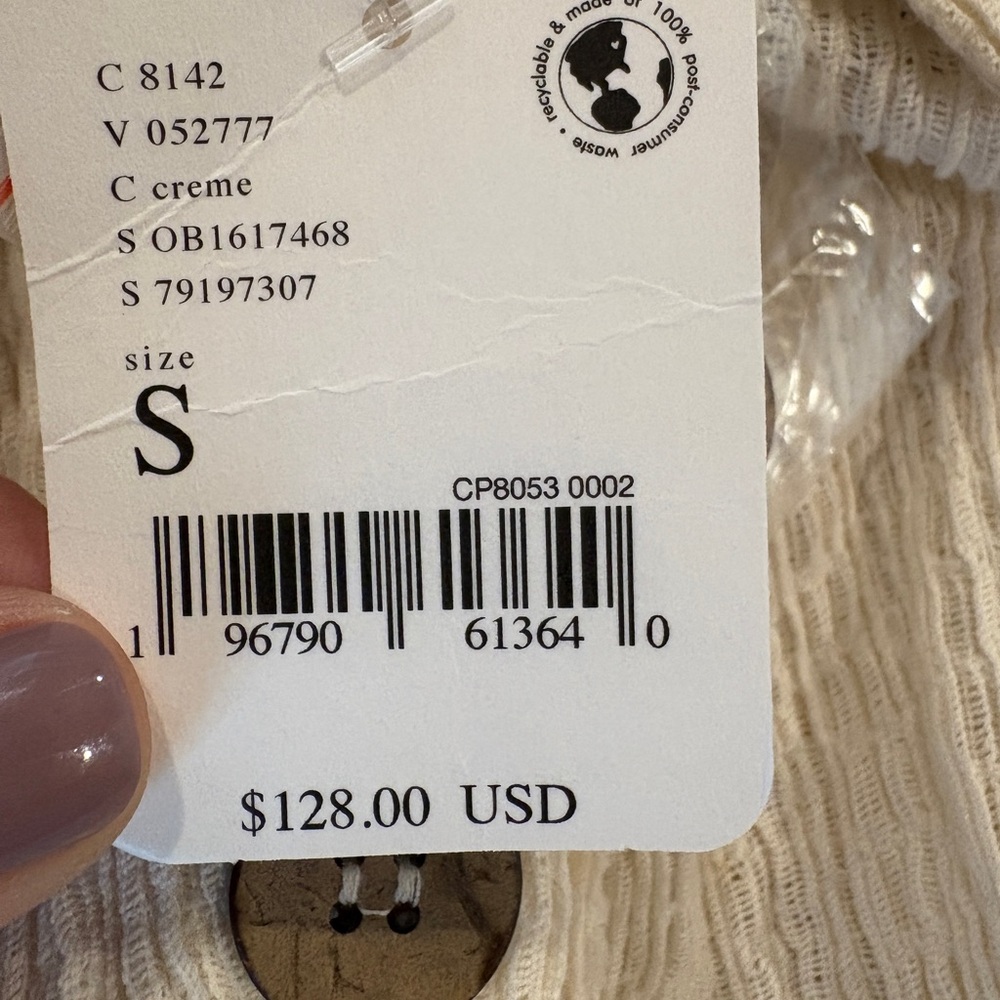 C 8142
V 052777
C creme
S OB1617468
S 79197307
recyclable & made of 100% post-consumer waste •
size
S
CP8053 0002
1 96790 61364 0
$128.00 USD